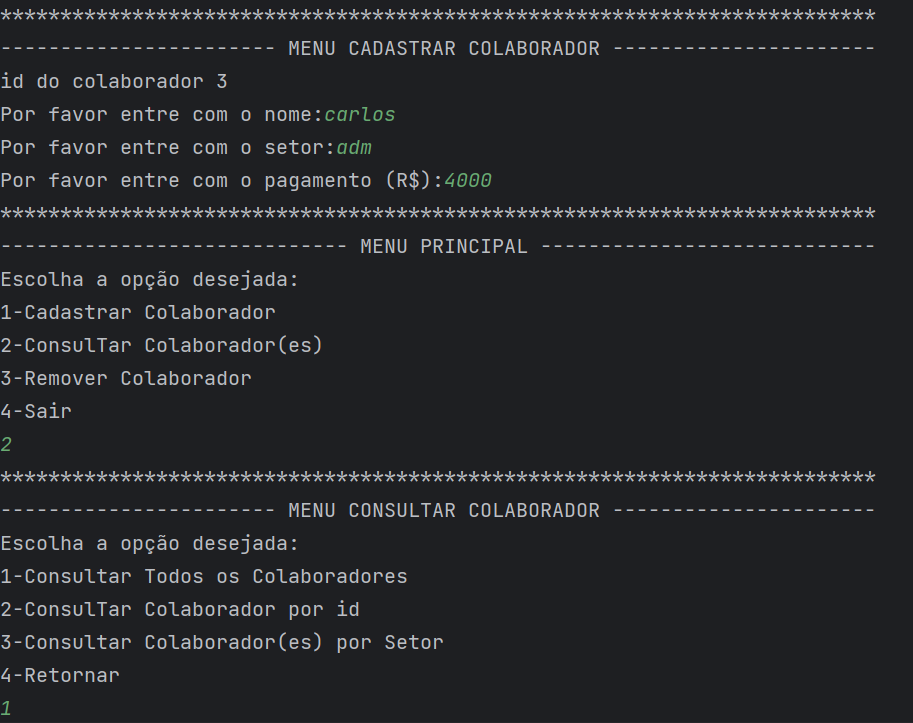 *************************************************************************
----------------------- MENU CADASTRAR COLABORADOR ----------------------
id do colaborador 3
Por favor entre com o nome:carlos
Por favor entre com o setor:adm
Por favor entre com o pagamento (R$):4000
*************************************************************************
----------------------------- MENU PRINCIPAL ----------------------------
Escolha a opção desejada:
1-Cadastrar Colaborador
2-ConsulTar Colaborador(es)
3-Remover Colaborador
4-Sair
2
*************************************************************************
----------------------- MENU CONSULTAR COLABORADOR ----------------------
Escolha a opção desejada:
1-Consultar Todos os Colaboradores
2-ConsulTar Colaborador por id
3-Consultar Colaborador(es) por Setor
4-Retornar
1